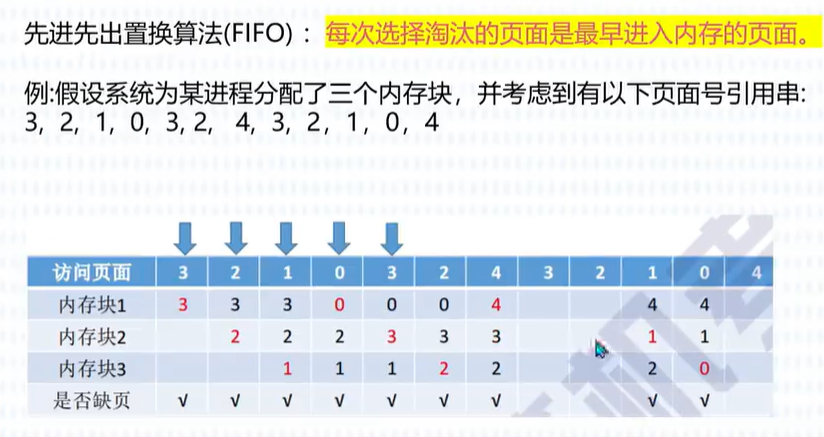 先进先出置换算法(FIFO) ：每次选择淘汰的页面是最早进入内存的页面。
例:假设系统为某进程分配了三个内存块，并考虑到有以下页面号引用串:
3, 2, 1, 0, 3, 2, 4, 3, 2, 1, 0, 4
访问页面 3 2 1 0 3 2 4 3 2 1 0 4
内存块1 3 3 3 0 0 0 4 4 4
内存块2 2 2 2 3 3 3 1 1
内存块3 1 1 1 2 2 2 0
是否缺页 √ √ √ √ √ √ √ √ √